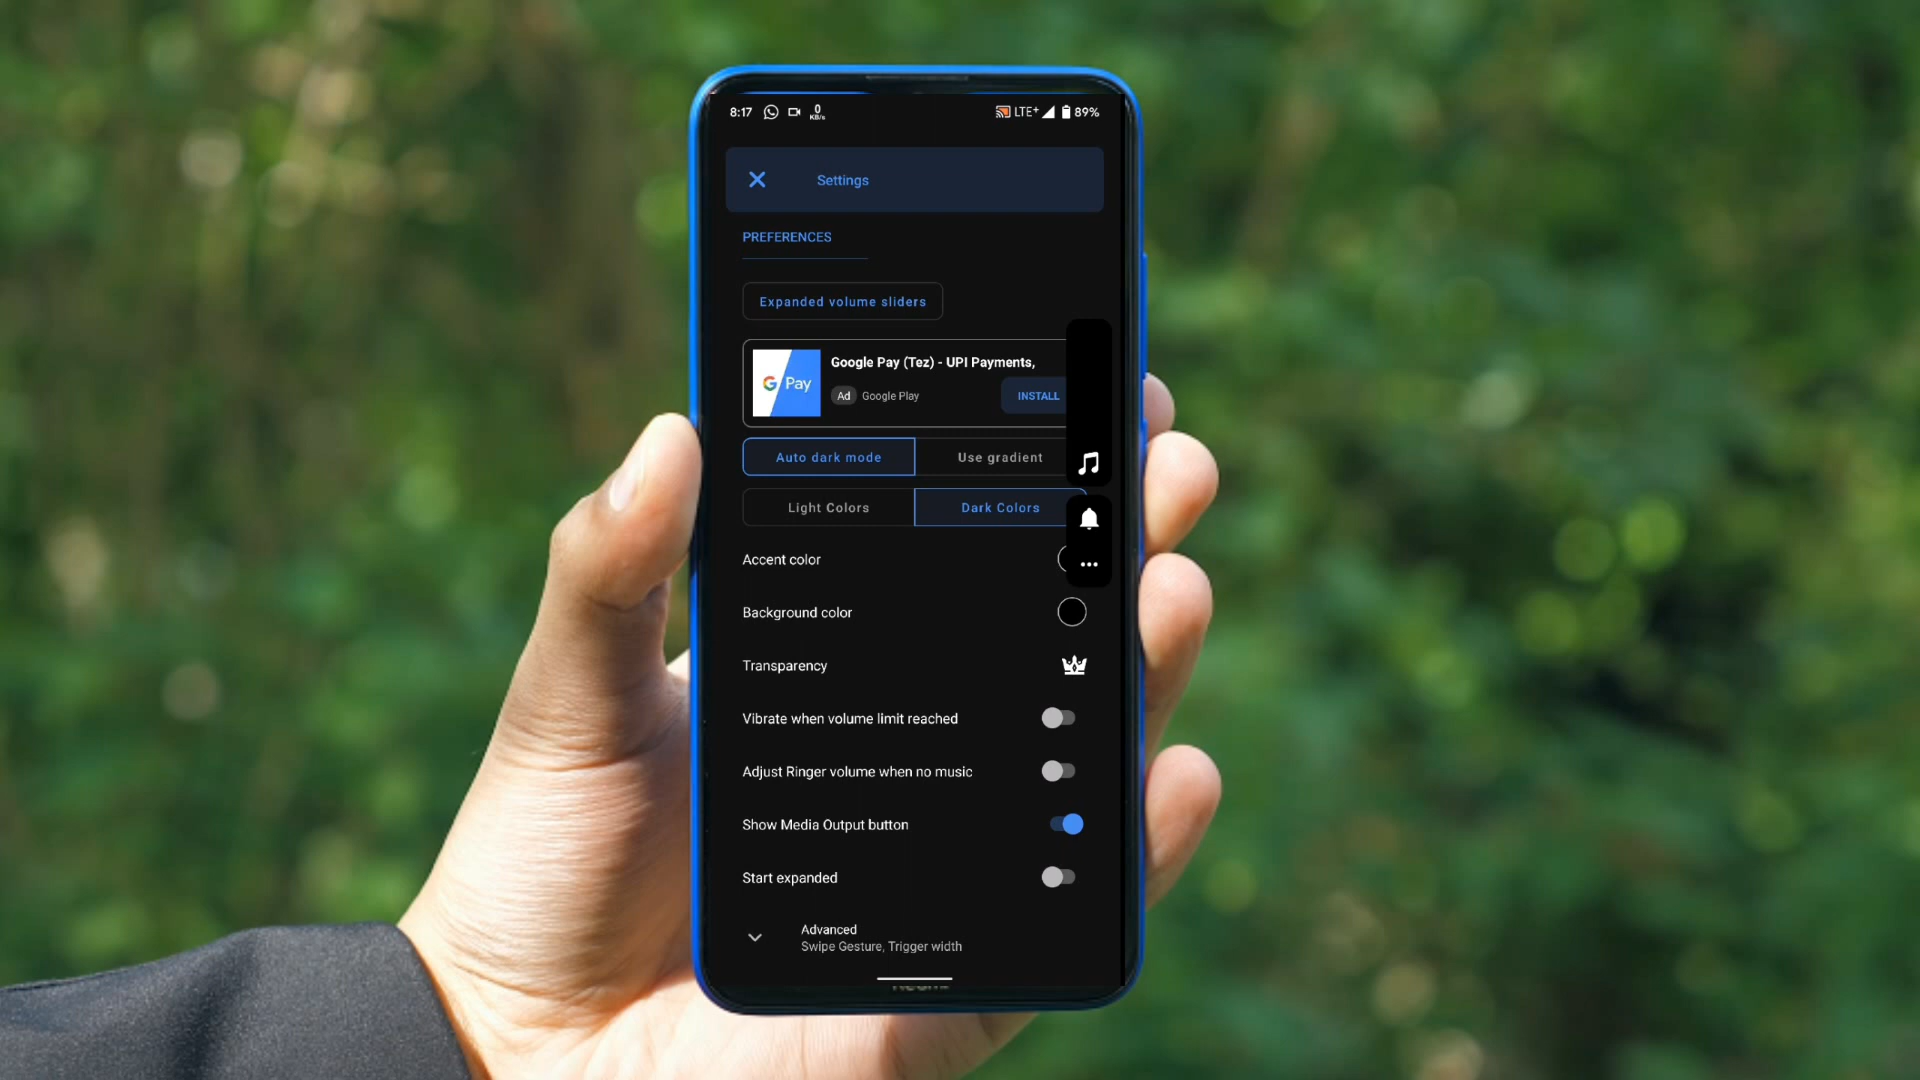 8:17 0 KB/s LTE+ 89%
Settings
PREFERENCES
Expanded volume sliders
Google Pay (Tez) - UPI Payments,
G Pay
Ad Google Play INSTALL
Auto dark mode Use gradient
Light Colors Dark Colors
Accent color
Background color
Transparency
Vibrate when volume limit reached
Adjust Ringer volume when no music
Show Media Output button
Start expanded
Advanced
Swipe Gesture, Trigger width